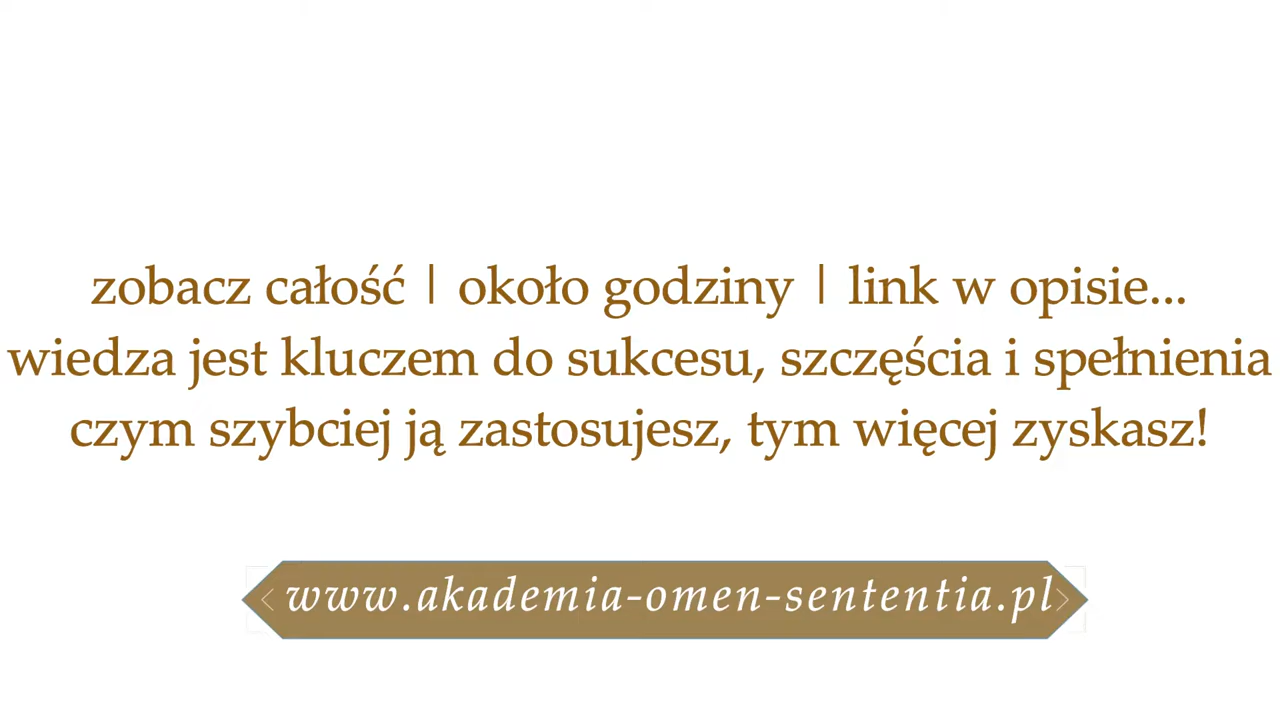 zobacz całość | około godziny | link w opisie...
wiedza jest kluczem do sukcesu, szczęścia i spełnienia
czym szybciej ją zastosujesz, tym więcej zyskasz!
www.akademia-omen-sententia.pl